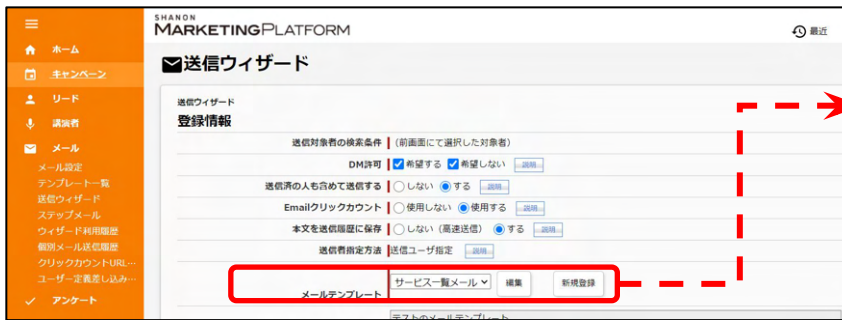 SHANON
MARKETINGPLATFORM
最近
ホーム
キャンペーン
リード
講演者
メール
メール設定
テンプレート一覧
送信ウィザード
ステップメール
ウィザード利用履歴
個別メール送信履歴
クリックカウントURL…
ユーザー定義差し込み…
アンケート
送信ウィザード
送信ウィザード
登録情報
送信対象者の検索条件 (前画面にて選択した対象者)
DM許可 希望する 希望しない 説明
送信済の人も含めて送信する しない する 説明
Emailクリックカウント 使用しない 使用する 説明
本文を送信履歴に保存 しない（高速送信） する 説明
送信者指定方法 送信ユーザ指定 説明
メールテンプレート サービス一覧メール 編集 新規登録
テストのメールテンプレート